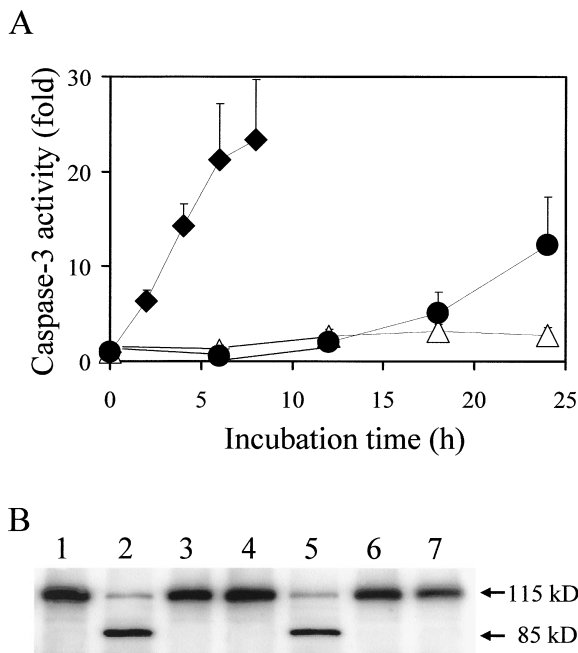 A
Caspase-3 activity (fold)
30
20
10
0
0 5 10 15 20 25
Incubation time (h)
B
1 2 3 4 5 6 7
115 kD
85 kD